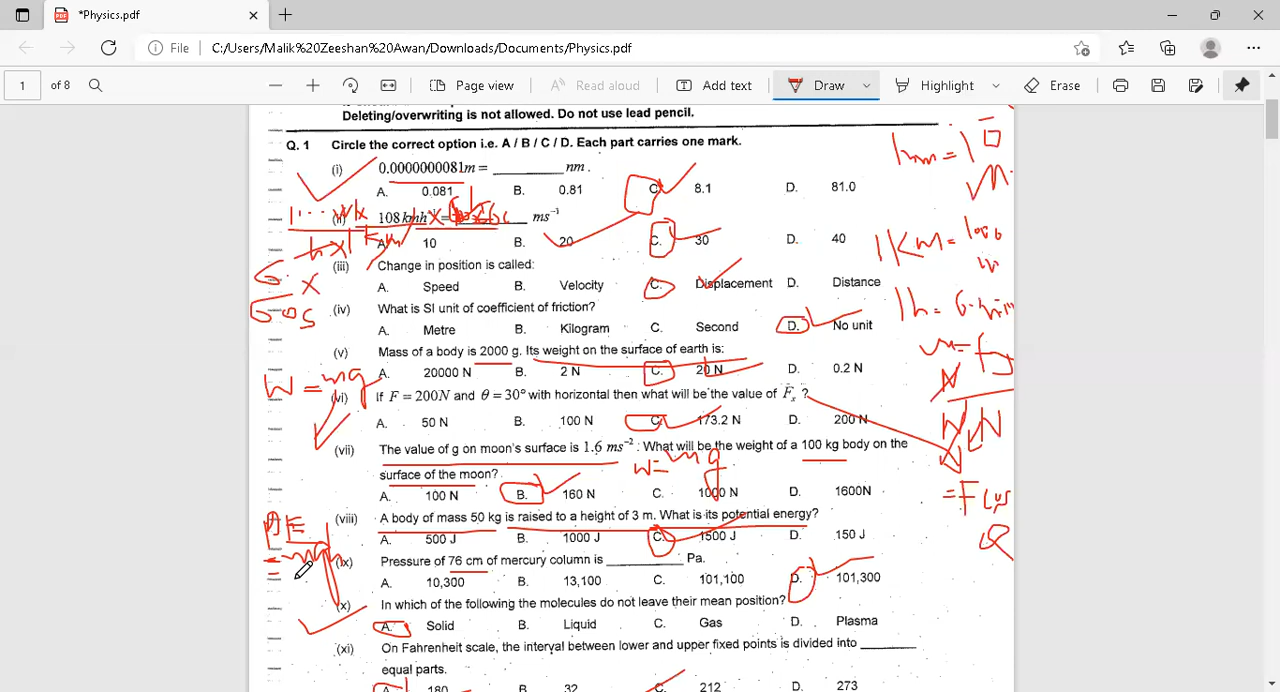 *Physics.pdf
File C:/Users/Malik%20Zeeshan%20Awan/Downloads/Documents/Physics.pdf
1 of 8 Page view Read aloud Add text Draw Highlight Erase
Deleting/overwriting is not allowed. Do not use lead pencil.
Q. 1 Circle the correct option i.e. A / B / C / D. Each part carries one mark.
(i) 0.0000000081m = ________ nm.
A. 0.081 B. 0.81 C. 8.1 D. 81.0
108kmh ms⁻¹
A. 10 B. 20 C. 30 D. 40
(iii) Change in position is called:
A. Speed B. Velocity C. Displacement D. Distance
(iv) What is SI unit of coefficient of friction?
A. Metre B. Kilogram C. Second D. No unit
(v) Mass of a body is 2000 g. Its weight on the surface of earth is:
A. 20000 N B. 2 N C. 20 N D. 0.2 N
W = mg
(vi) If F = 200N and θ = 30° with horizontal then what will be the value of Fₓ ?
A. 50 N B. 100 N C. 173.2 N D. 200 N
(vii) The value of g on moon's surface is 1.6 ms⁻². What will be the weight of a 100 kg body on the
surface of the moon?
W= mg
A. 100 N B. 160 N C. 1000 N D. 1600N
(viii) A body of mass 50 kg is raised to a height of 3 m. What is its potential energy?
A. 500 J B. 1000 J C. 1500 J D. 150 J
(ix) Pressure of 76 cm of mercury column is ________ Pa.
A. 10,300 B. 13,100 C. 101,100 D. 101,300
(x) In which of the following the molecules do not leave their mean position?
A. Solid B. Liquid C. Gas D. Plasma
(xi) On Fahrenheit scale, the interval between lower and upper fixed points is divided into ______
equal parts.
A. 180 B. 32 C. 212 D. 273
1Km = 1000